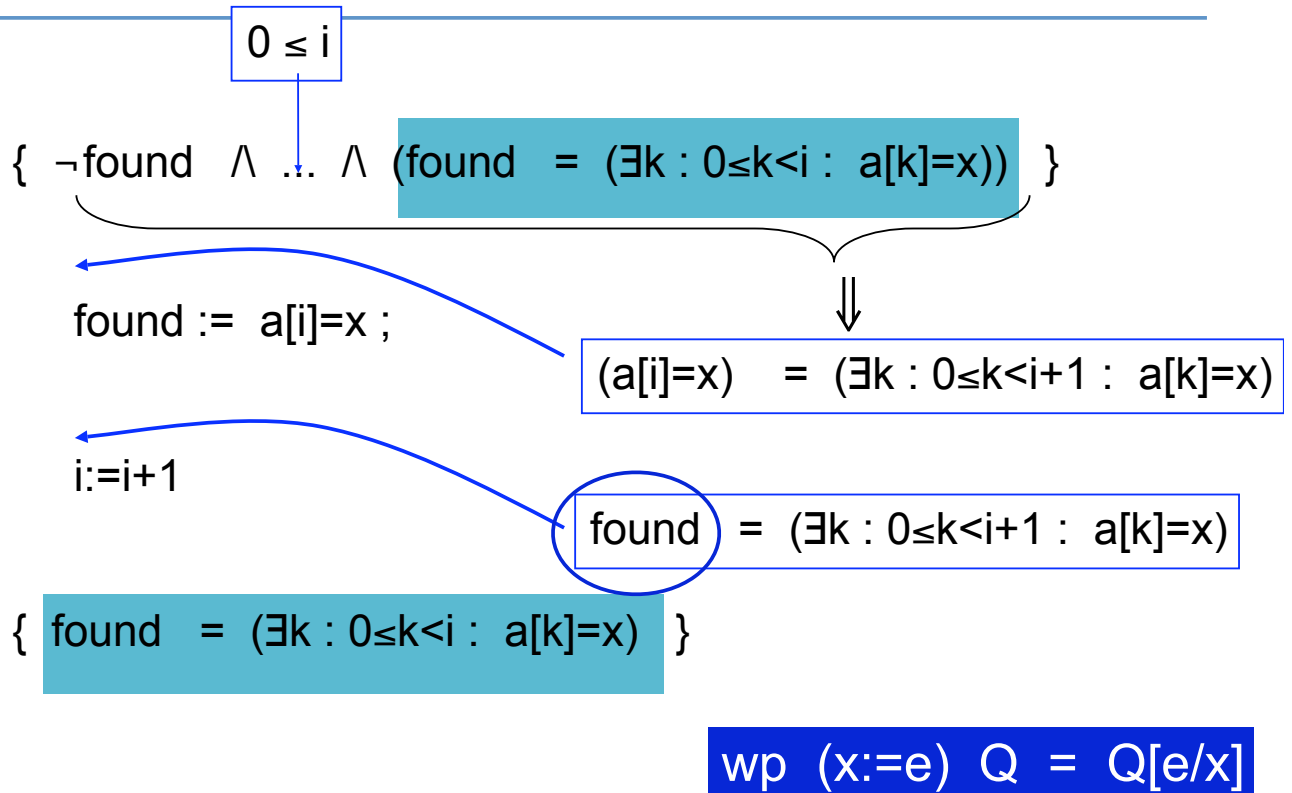 0 ≤ i
{ ¬found /\ ... /\ (found = (∃k : 0≤k<i : a[k]=x)) }
⇓
found := a[i]=x ;
(a[i]=x) = (∃k : 0≤k<i+1 : a[k]=x)
i:=i+1
found = (∃k : 0≤k<i+1 : a[k]=x)
{ found = (∃k : 0≤k<i : a[k]=x) }
wp (x:=e) Q = Q[e/x]